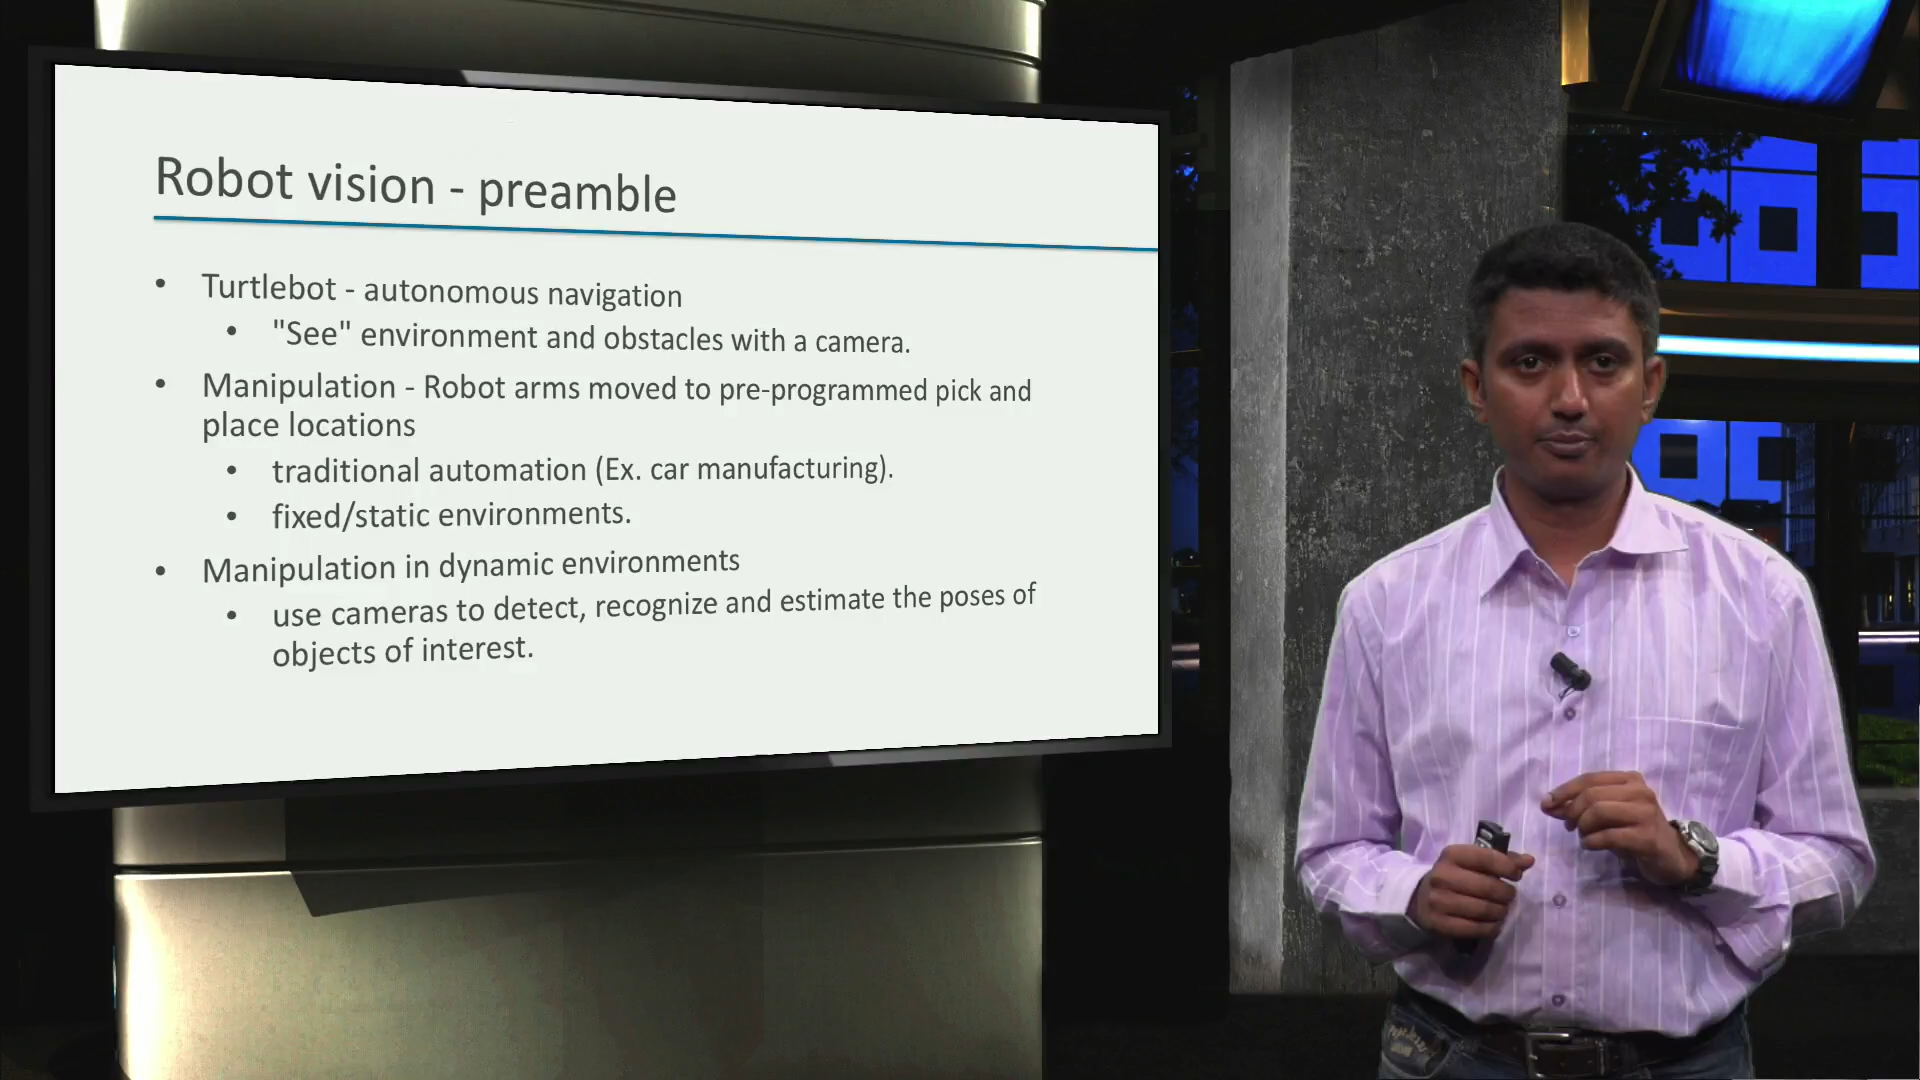 Robot vision - preamble
• Turtlebot - autonomous navigation
• "See" environment and obstacles with a camera.
• Manipulation - Robot arms moved to pre-programmed pick and
place locations
• traditional automation (Ex. car manufacturing).
• fixed/static environments.
• Manipulation in dynamic environments
• use cameras to detect, recognize and estimate the poses of
objects of interest.